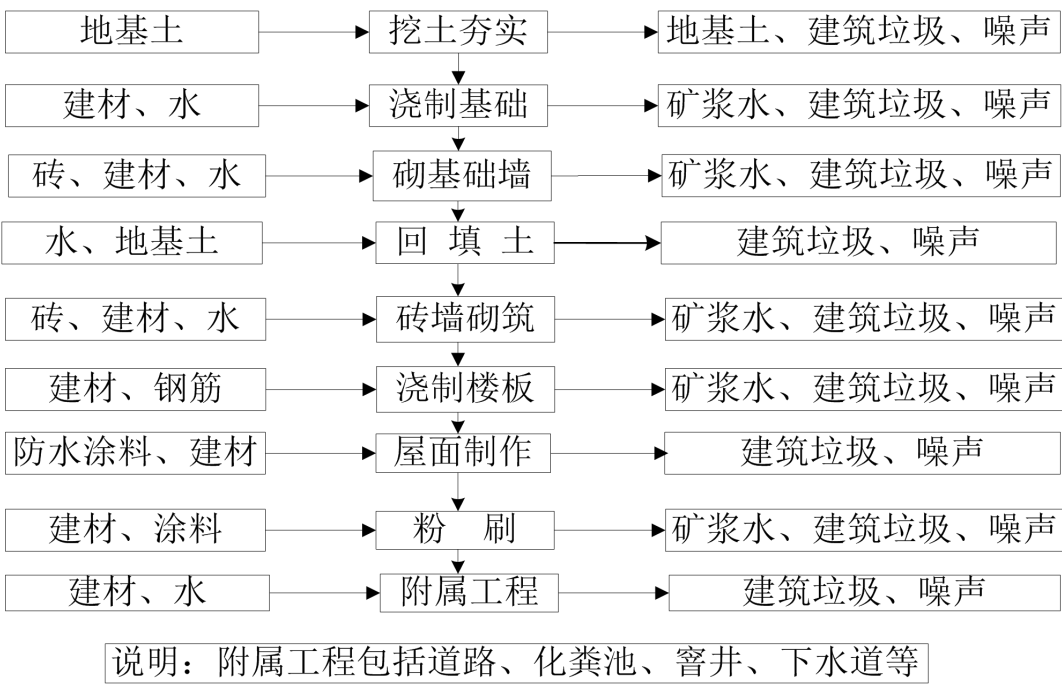 地基土 挖土夯实 地基土、建筑垃圾、噪声
建材、水 浇制基础 矿浆水、建筑垃圾、噪声
砖、建材、水 砌基础墙 矿浆水、建筑垃圾、噪声
水、地基土 回 填 土 建筑垃圾、噪声
砖、建材、水 砖墙砌筑 矿浆水、建筑垃圾、噪声
建材、钢筋 浇制楼板 矿浆水、建筑垃圾、噪声
防水涂料、建材 屋面制作 建筑垃圾、噪声
建材、涂料 粉 刷 矿浆水、建筑垃圾、噪声
建材、水 附属工程 建筑垃圾、噪声
说明：附属工程包括道路、化粪池、窨井、下水道等